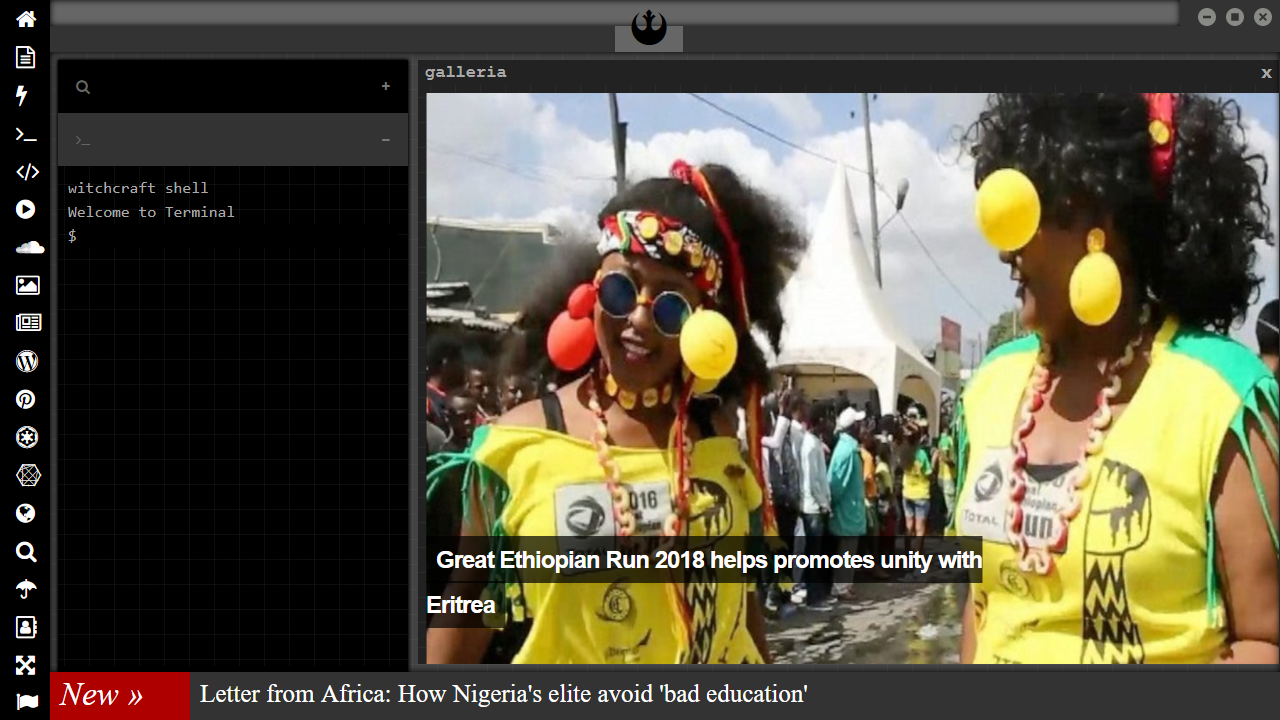 galleria
x
+
>_
−
witchcraft shell
Welcome to Terminal
$
2016
TOTAL
Run
Great Ethiopian Run 2018 helps promotes unity with
Eritrea
New »
Letter from Africa: How Nigeria's elite avoid 'bad education'